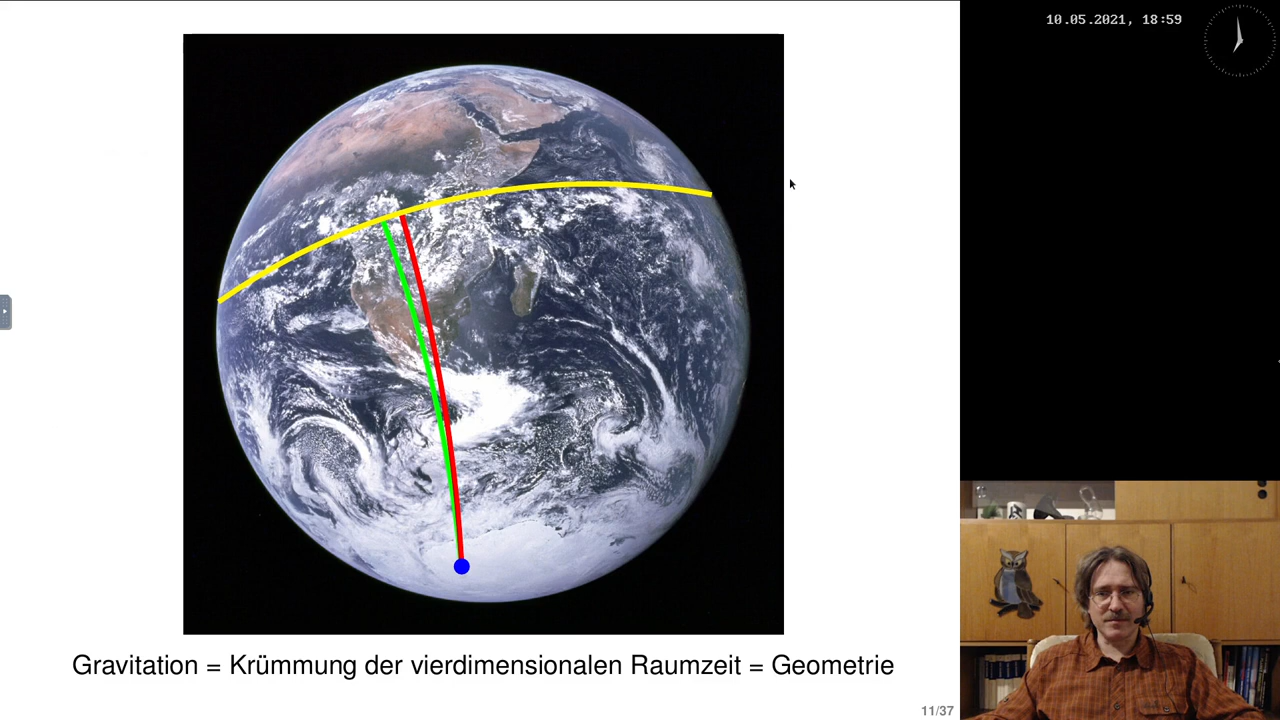 10.05.2021, 18:59
Gravitation = Krümmung der vierdimensionalen Raumzeit = Geometrie
11/37